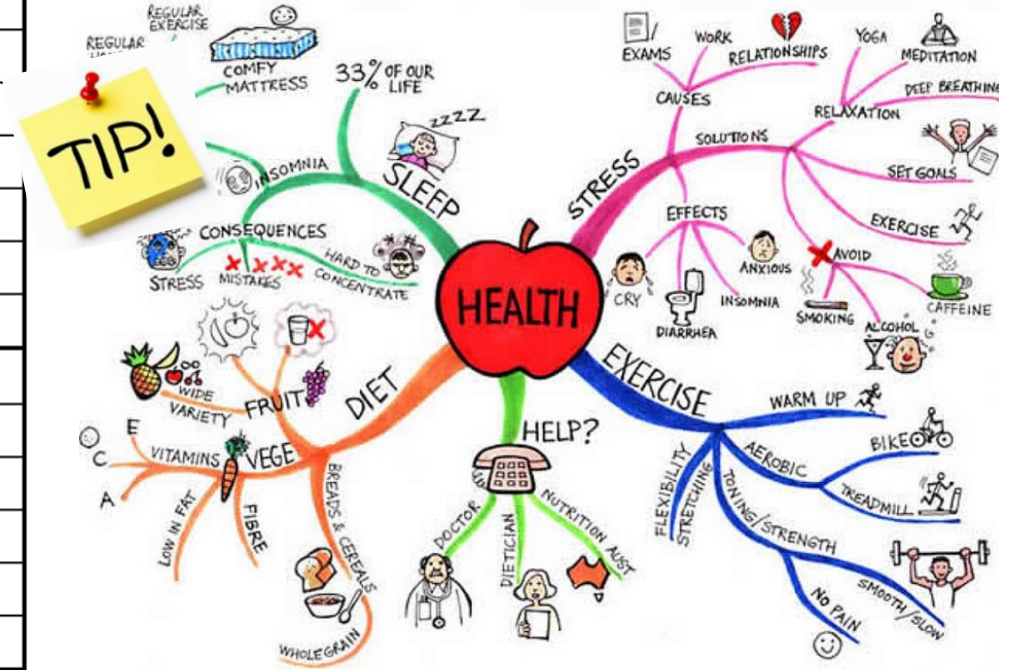 REGULAR
EXERCISE
REGULAR
COMFY
MATTRESS
TIP!
33% OF OUR
LIFE
ZZZZ
INSOMNIA
SLEEP
CONSEQUENCES
STRESS
MISTAKES
HARD TO
CONCENTRATE
EXAMS
WORK
RELATIONSHIPS
CAUSES
STRESS
SOLUTIONS
YOGA
MEDITATION
DEEP BREATHING
RELAXATION
SET GOALS
EXERCISE
AVOID
SMOKING
ALCOHOL
CAFFEINE
EFFECTS
CRY
DIARRHEA
INSOMNIA
ANXIOUS
HEALTH
DIET
FRUIT
WIDE
VARIETY
VEGE
VITAMINS
E
C
A
LOW IN FAT
FIBRE
BREADS & CEREALS
WHOLEGRAIN
HELP?
DOCTOR
DIETICIAN
NUTRITION AUST
EXERCISE
WARM UP
AEROBIC
BIKE
TREADMILL
FLEXIBILITY
STRETCHING
TONING/STRENGTH
SMOOTH/SLOW
NO PAIN